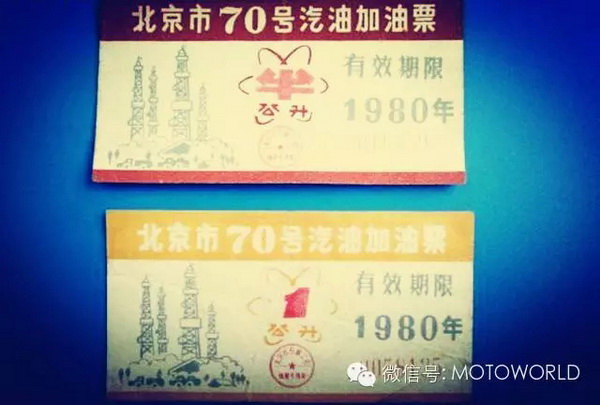 北京市70号汽油加油票
半
公升
有效期限
1980年
北京市70号汽油加油票
1
公升
有效期限
1980年
微信号: MOTOWORLD